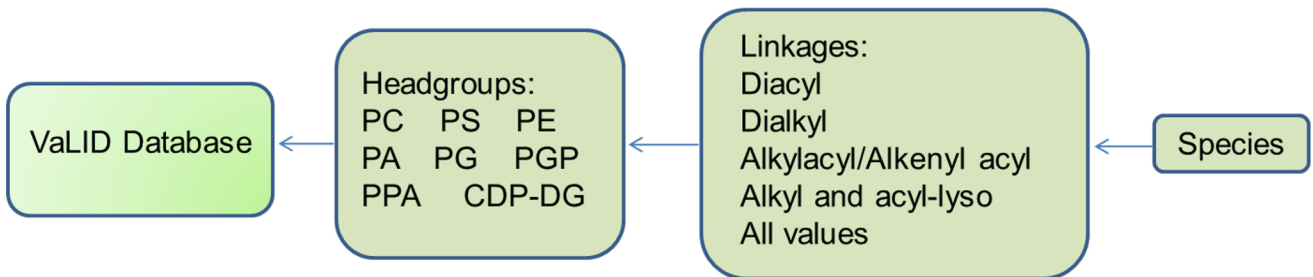 VaLID Database
Headgroups:
PC PS PE
PA PG PGP
PPA CDP-DG
Linkages:
Diacyl
Dialkyl
Alkylacyl/Alkenyl acyl
Alkyl and acyl-lyso
All values
Species